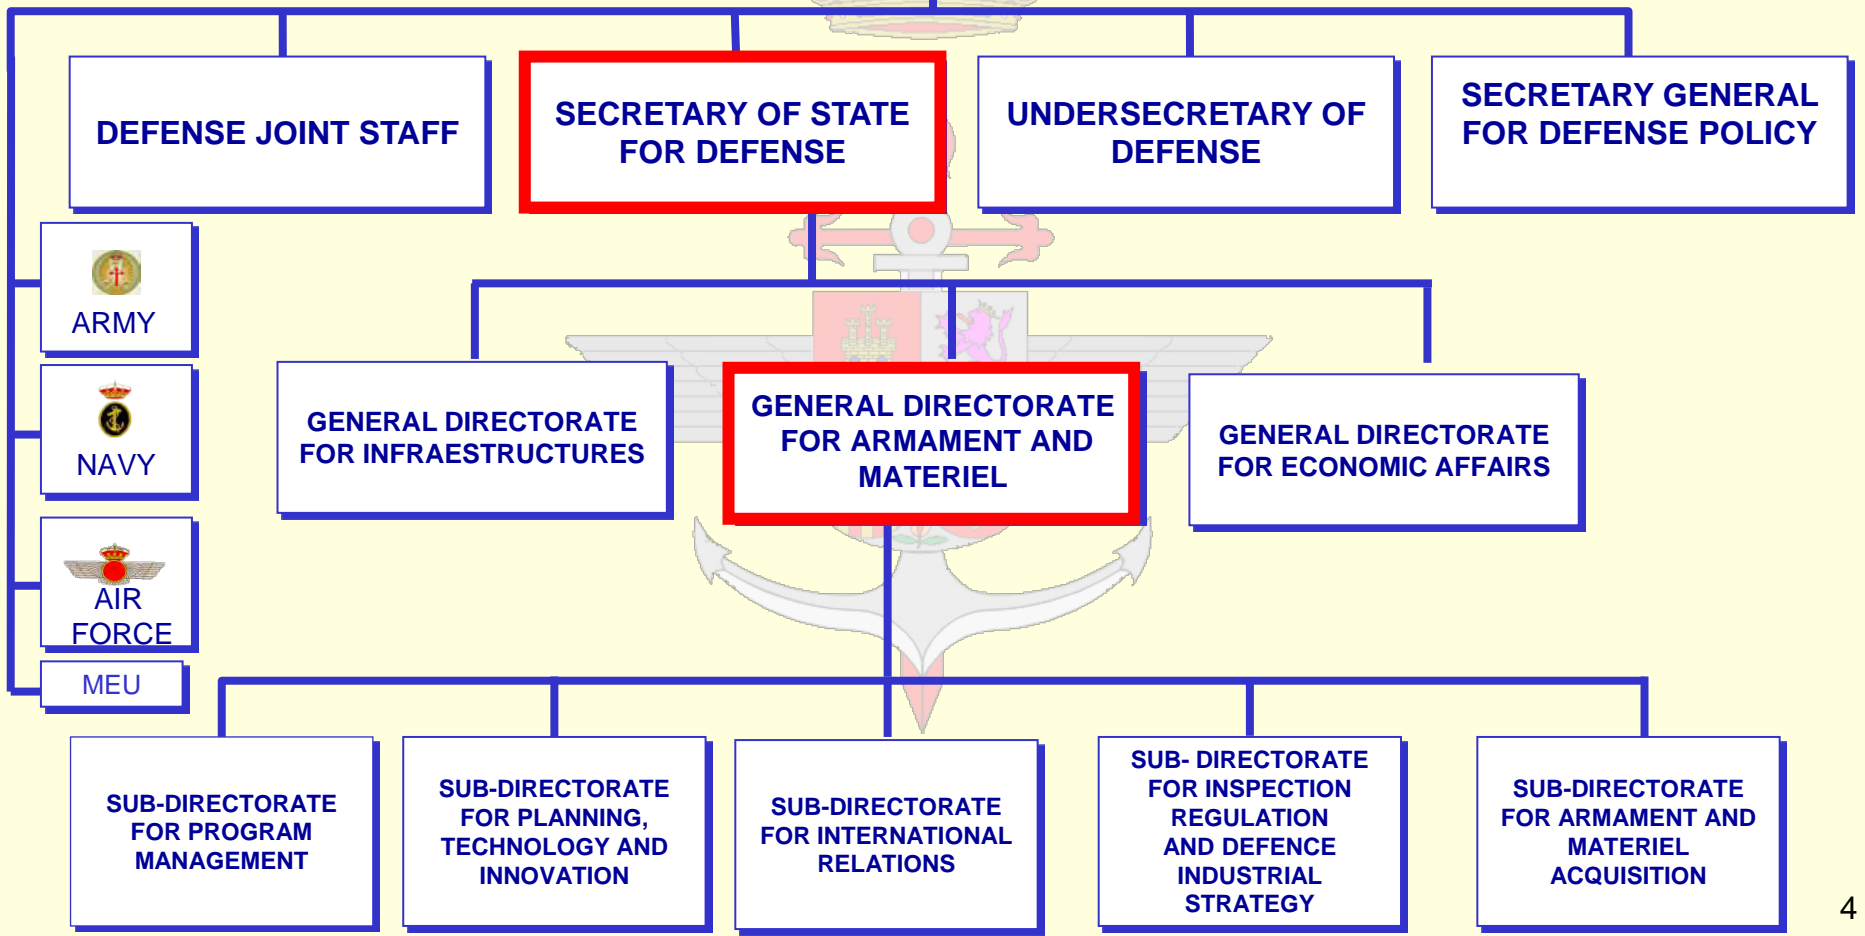 DEFENSE JOINT STAFF
SECRETARY OF STATE
FOR DEFENSE
UNDERSECRETARY OF
DEFENSE
SECRETARY GENERAL
FOR DEFENSE POLICY
ARMY
NAVY
AIR
FORCE
MEU
GENERAL DIRECTORATE
FOR INFRAESTRUCTURES
GENERAL DIRECTORATE
FOR ARMAMENT AND
MATERIEL
GENERAL DIRECTORATE
FOR ECONOMIC AFFAIRS
SUB-DIRECTORATE
FOR PROGRAM
MANAGEMENT
SUB-DIRECTORATE
FOR PLANNING,
TECHNOLOGY AND
INNOVATION
SUB-DIRECTORATE
FOR INTERNATIONAL
RELATIONS
SUB- DIRECTORATE
FOR INSPECTION
REGULATION
AND DEFENCE
INDUSTRIAL
STRATEGY
SUB-DIRECTORATE
FOR ARMAMENT AND
MATERIEL
ACQUISITION
4